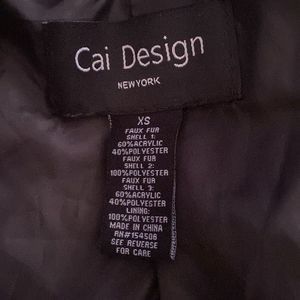 Cai Design
NEW YORK
XS
FAUX FUR
SHELL 1:
60%ACRYLIC
40%POLYESTER
FAUX FUR
SHELL 2:
100%POLYESTER
FAUX FUR
SHELL 3:
60%ACRYLIC
40%POLYESTER
LINING:
100%POLYESTER
MADE IN CHINA
RN#154506
SEE REVERSE
FOR CARE